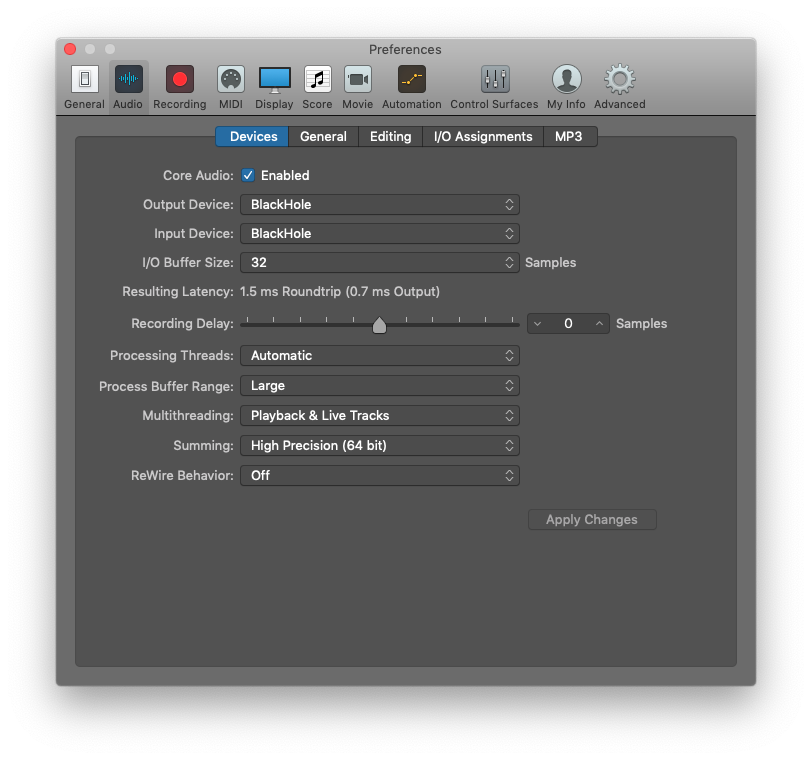 Preferences
General Audio Recording MIDI Display Score Movie Automation Control Surfaces My Info Advanced
Devices General Editing I/O Assignments MP3
Core Audio: Enabled
Output Device: BlackHole
Input Device: BlackHole
I/O Buffer Size: 32 Samples
Resulting Latency: 1.5 ms Roundtrip (0.7 ms Output)
Recording Delay: 0 Samples
Processing Threads: Automatic
Process Buffer Range: Large
Multithreading: Playback & Live Tracks
Summing: High Precision (64 bit)
ReWire Behavior: Off
Apply Changes